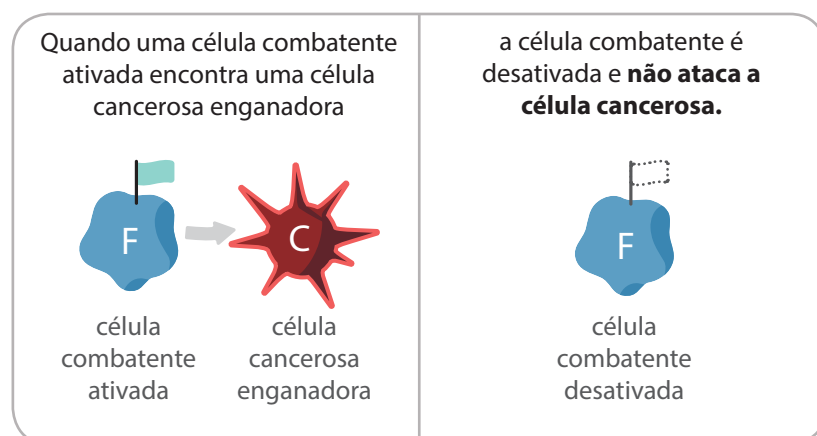 Quando uma célula combatente
ativada encontra uma célula
cancerosa enganadora
F
C
célula
combatente
ativada
célula
cancerosa
enganadora
a célula combatente é
desativada e não ataca a
célula cancerosa.
F
célula
combatente
desativada